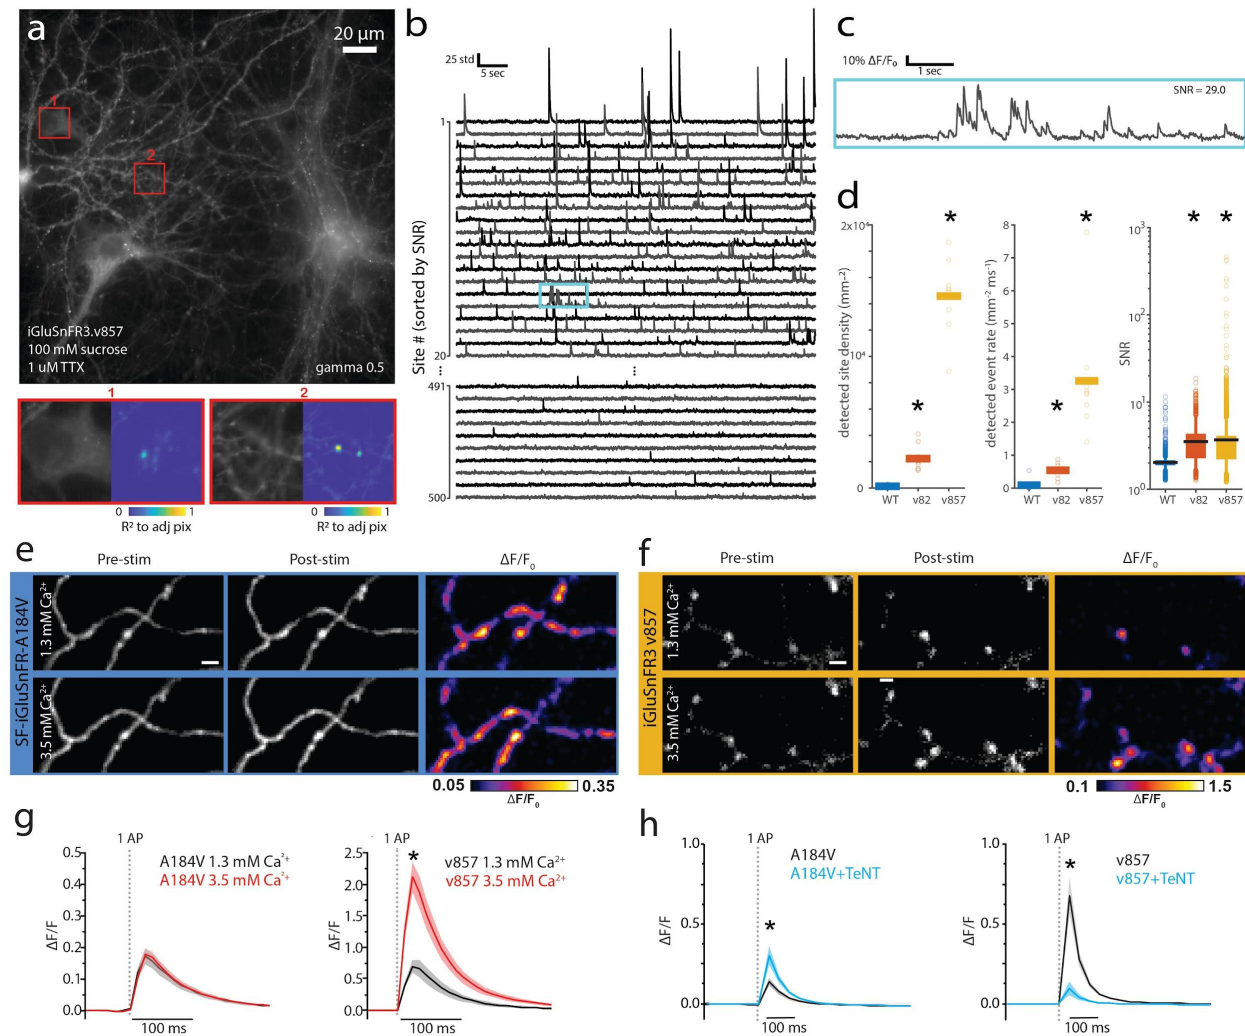 a
20 µm
1
2
iGluSnFR3.v857
100 mM sucrose
1 uM TTX
gamma 0.5
1
2
0
1
R² to adj pix
0
1
R² to adj pix
b
25 std
5 sec
Site # (sorted by SNR)
1
20
...
...
491
500
c
10% ΔF/F₀
1 sec
SNR = 29.0
d
detected site density (mm⁻²)
0
WT
v82
v857
*
*
detected event rate (mm⁻² ms⁻¹)
8
7
6
5
4
3
2
1
0
WT
v82
v857
*
*
SNR
10³
10²
10¹
10⁰
WT
v82
v857
*
*
e
Pre-stim
Post-stim
ΔF/F₀
SF-iGluSnFR-A184V
1.3 mM Ca²⁺
3.5 mM Ca²⁺
0.05
0.35
ΔF/F₀
f
Pre-stim
Post-stim
ΔF/F₀
iGluSnFR3 v857
1.3 mM Ca²⁺
3.5 mM Ca²⁺
0.1
1.5
ΔF/F₀
g
1 AP
A184V 1.3 mM Ca²⁺
A184V 3.5 mM Ca²⁺
ΔF/F
0.5
0.4
0.3
0.2
0.1
0.0
100 ms
1 AP
*
v857 1.3 mM Ca²⁺
v857 3.5 mM Ca²⁺
ΔF/F
2.5
2.0
1.5
1.0
0.5
0.0
100 ms
h
1 AP
A184V
A184V+TeNT
*
ΔF/F
1.0
0.5
0.0
100 ms
1 AP
v857
v857+TeNT
*
ΔF/F
1.0
0.5
0.0
100 ms